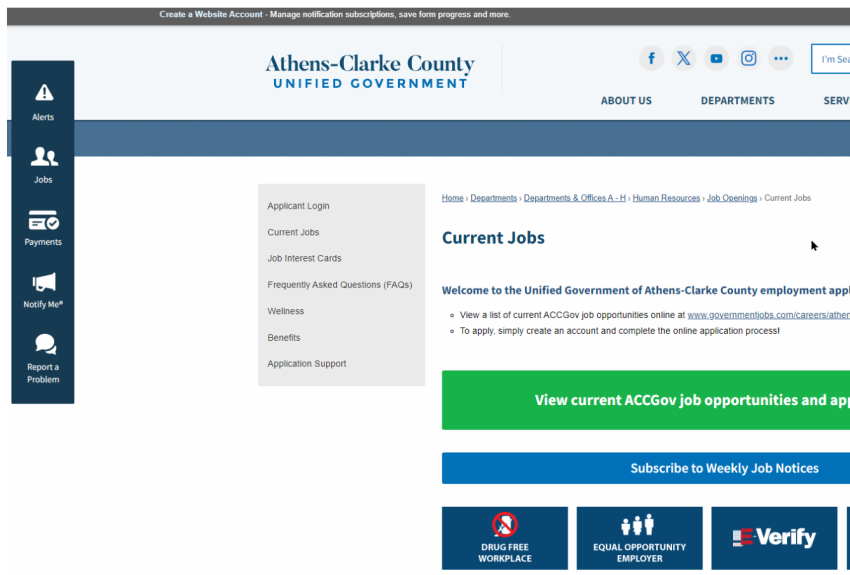 Create a Website Account - Manage notification subscriptions, save form progress and more.
Athens-Clarke County
UNIFIED GOVERNMENT
I'm Sea
ABOUT US DEPARTMENTS SERV
Alerts
Jobs
Payments
Notify Me®
Report a
Problem
Applicant Login
Current Jobs
Job Interest Cards
Frequently Asked Questions (FAQs)
Wellness
Benefits
Application Support
Home › Departments › Departments & Offices A - H › Human Resources › Job Openings › Current Jobs
Current Jobs
Welcome to the Unified Government of Athens-Clarke County employment appl
View a list of current ACCGov job opportunities online at www.governmentjobs.com/careers/athen
To apply, simply create an account and complete the online application process!
View current ACCGov job opportunities and app
Subscribe to Weekly Job Notices
DRUG FREE
WORKPLACE
EQUAL OPPORTUNITY
EMPLOYER
E-Verify